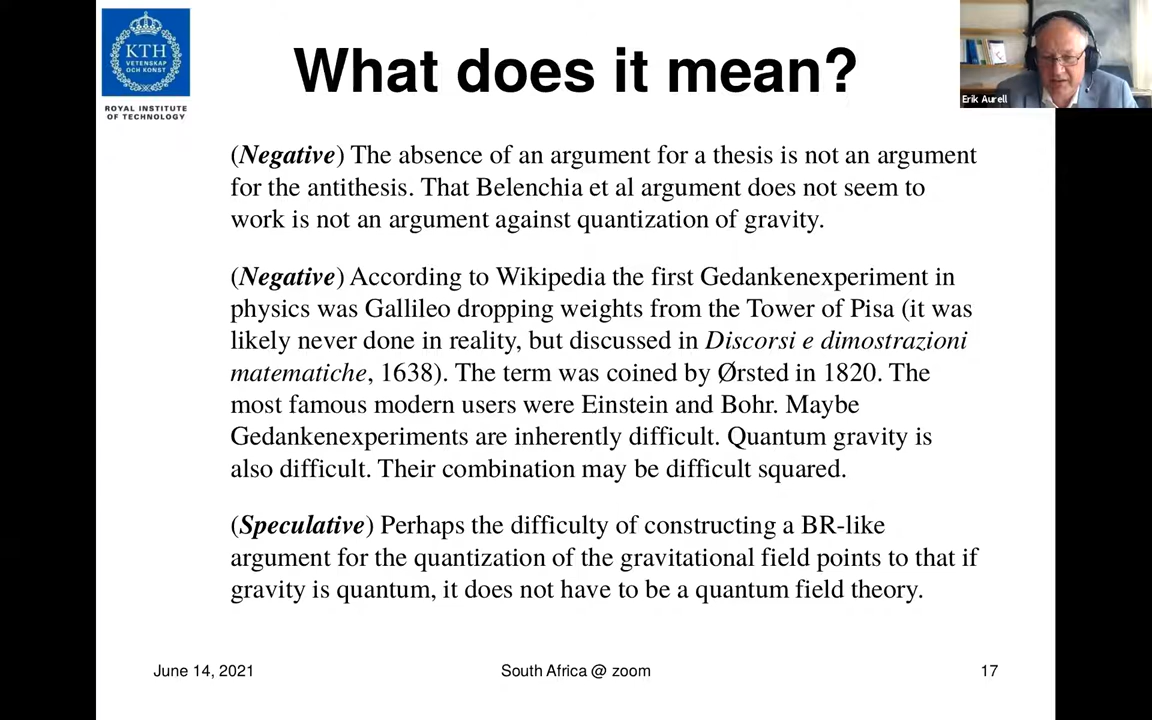 KTH
VETENSKAP
OCH KONST
ROYAL INSTITUTE
OF TECHNOLOGY
What does it mean?
Erik Aurell
(Negative) The absence of an argument for a thesis is not an argument
for the antithesis. That Belenchia et al argument does not seem to
work is not an argument against quantization of gravity.
(Negative) According to Wikipedia the first Gedankenexperiment in
physics was Gallileo dropping weights from the Tower of Pisa (it was
likely never done in reality, but discussed in Discorsi e dimostrazioni
matematiche, 1638). The term was coined by Ørsted in 1820. The
most famous modern users were Einstein and Bohr. Maybe
Gedankenexperiments are inherently difficult. Quantum gravity is
also difficult. Their combination may be difficult squared.
(Speculative) Perhaps the difficulty of constructing a BR-like
argument for the quantization of the gravitational field points to that if
gravity is quantum, it does not have to be a quantum field theory.
June 14, 2021
South Africa @ zoom
17